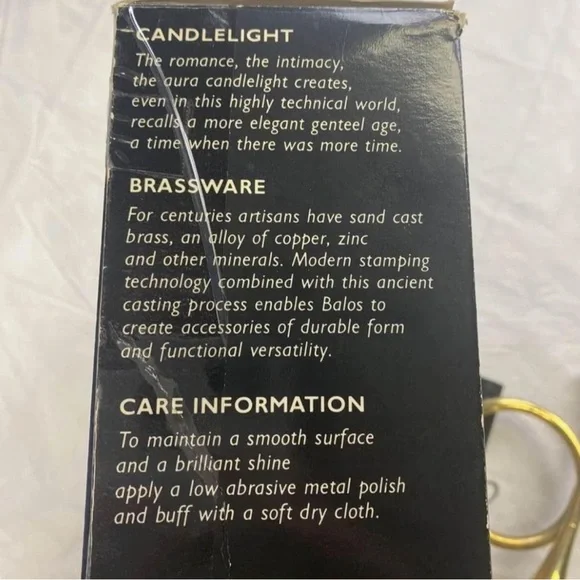 CANDLELIGHT
The romance, the intimacy,
the aura candlelight creates,
even in this highly technical world,
recalls a more elegant genteel age,
a time when there was more time.
BRASSWARE
For centuries artisans have sand cast
brass, an alloy of copper, zinc
and other minerals. Modern stamping
technology combined with this ancient
casting process enables Balos to
create accessories of durable form
and functional versatility.
CARE INFORMATION
To maintain a smooth surface
and a brilliant shine
apply a low abrasive metal polish
and buff with a soft dry cloth.